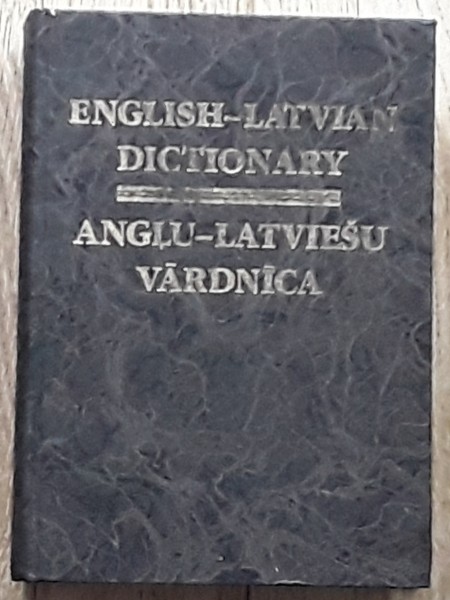 ENGLISH-LATVIAN
DICTIONARY
ANGĻU-LATVIEŠU
VĀRDNĪCA